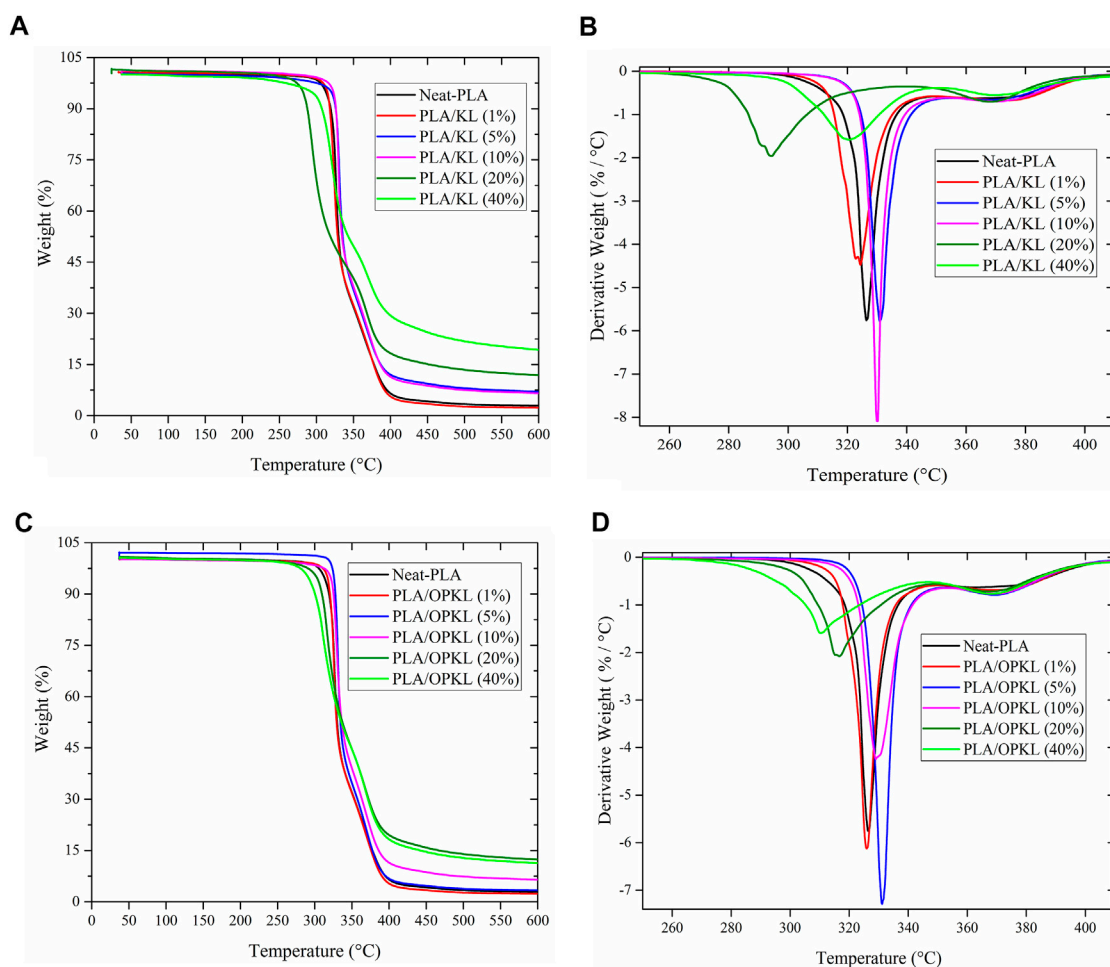 A
105
90
75
60
45
30
15
0
Weight (%)
Neat-PLA
PLA/KL (1%)
PLA/KL (5%)
PLA/KL (10%)
PLA/KL (20%)
PLA/KL (40%)
0 50 100 150 200 250 300 350 400 450 500 550 600
Temperature (°C)
B
0
-1
-2
-3
-4
-5
-6
-7
-8
Derivative Weight ( % / °C)
Neat-PLA
PLA/KL (1%)
PLA/KL (5%)
PLA/KL (10%)
PLA/KL (20%)
PLA/KL (40%)
260 280 300 320 340 360 380 400
Temperature (°C)
C
105
90
75
60
45
30
15
0
Weight (%)
Neat-PLA
PLA/OPKL (1%)
PLA/OPKL (5%)
PLA/OPKL (10%)
PLA/OPKL (20%)
PLA/OPKL (40%)
0 50 100 150 200 250 300 350 400 450 500 550 600
Temperature (°C)
D
0
-1
-2
-3
-4
-5
-6
-7
Derivative Weight ( % / °C)
Neat-PLA
PLA/OPKL (1%)
PLA/OPKL (5%)
PLA/OPKL (10%)
PLA/OPKL (20%)
PLA/OPKL (40%)
260 280 300 320 340 360 380 400
Temperature (°C)